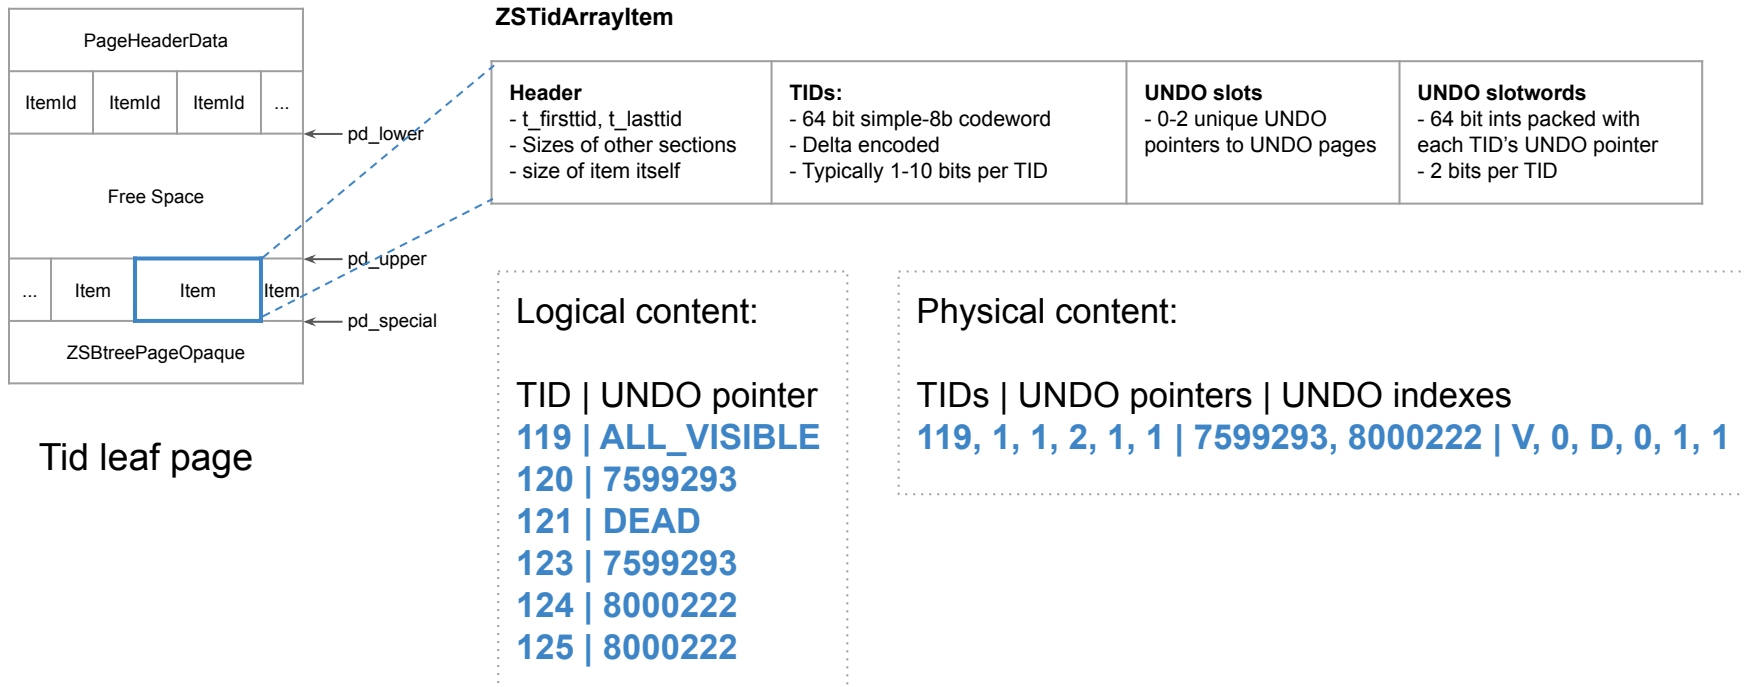 PageHeaderData
ItemId ItemId ItemId ...
pd_lower
Free Space
pd_upper
... Item Item Item
pd_special
ZSBtreePageOpaque
Tid leaf page
ZSTidArrayItem
Header
- t_firsttid, t_lasttid
- Sizes of other sections
- size of item itself
TIDs:
- 64 bit simple-8b codeword
- Delta encoded
- Typically 1-10 bits per TID
UNDO slots
- 0-2 unique UNDO
pointers to UNDO pages
UNDO slotwords
- 64 bit ints packed with
each TID's UNDO pointer
- 2 bits per TID
Logical content:
TID | UNDO pointer
119 | ALL_VISIBLE
120 | 7599293
121 | DEAD
123 | 7599293
124 | 8000222
125 | 8000222
Physical content:
TIDs | UNDO pointers | UNDO indexes
119, 1, 1, 2, 1, 1 | 7599293, 8000222 | V, 0, D, 0, 1, 1